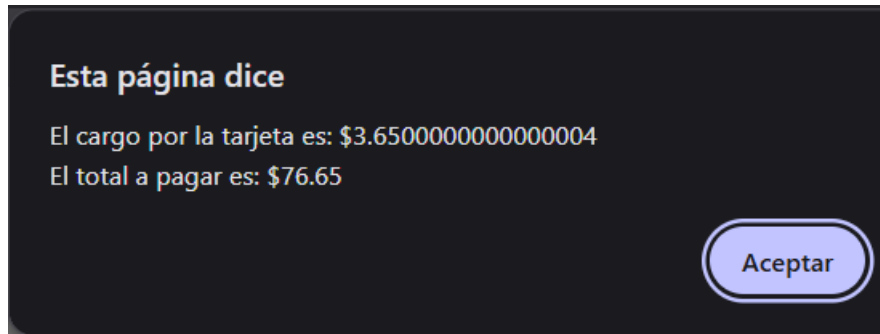 Esta página dice
El cargo por la tarjeta es: $3.6500000000000004
El total a pagar es: $76.65
Aceptar